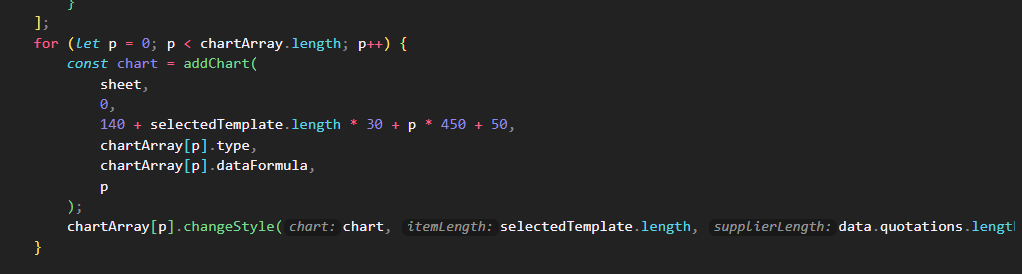 }
];
for (let p = 0; p < chartArray.length; p++) {
const chart = addChart(
sheet,
0,
140 + selectedTemplate.length * 30 + p * 450 + 50,
chartArray[p].type,
chartArray[p].dataFormula,
p
);
chartArray[p].changeStyle( chart: chart, itemLength: selectedTemplate.length, supplierLength: data.quotations.lengt
}